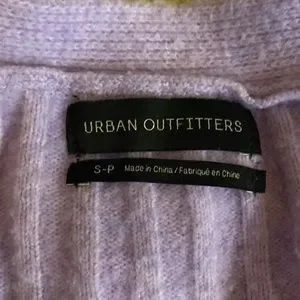 URBAN OUTFITTERS
S-P Made in China / Fabriqué en Chine